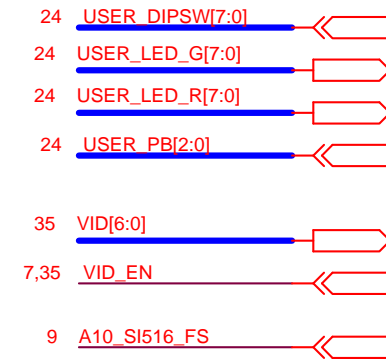 24 USER_DIPSW[7:0]
24 USER_LED_G[7:0]
24 USER_LED_R[7:0]
24 USER_PB[2:0]
35 VID[6:0]
7,35 VID_EN
9 A10_SI516_FS